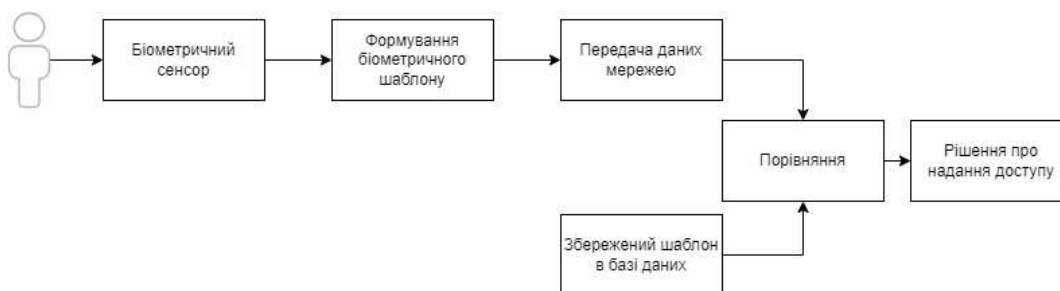 Біометричний
сенсор
Формування
біометричного
шаблону
Передача даних
мережею
Порівняння
Рішення про
надання доступу
Збережений шаблон
в базі даних